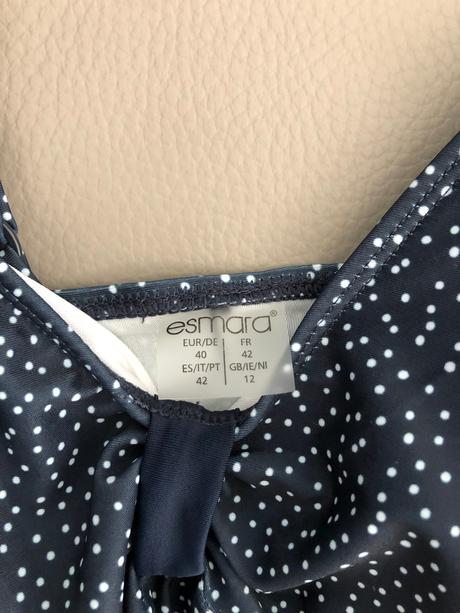 esmara®
EUR/DE FR
40 42
ES/IT/PT GB/IE/NI
42 12